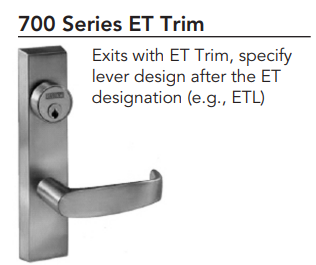 700 Series ET Trim
Exits with ET Trim, specify
lever design after the ET
designation (e.g., ETL)